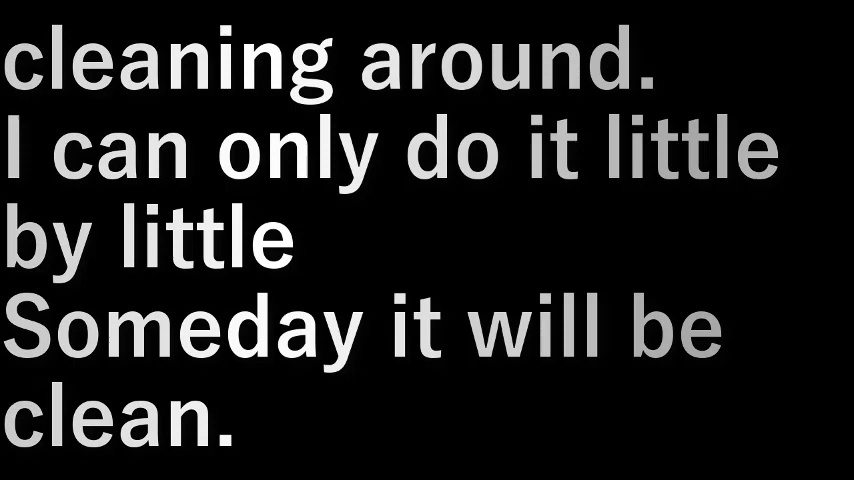 cleaning around.
I can only do it little
by little
Someday it will be
clean.